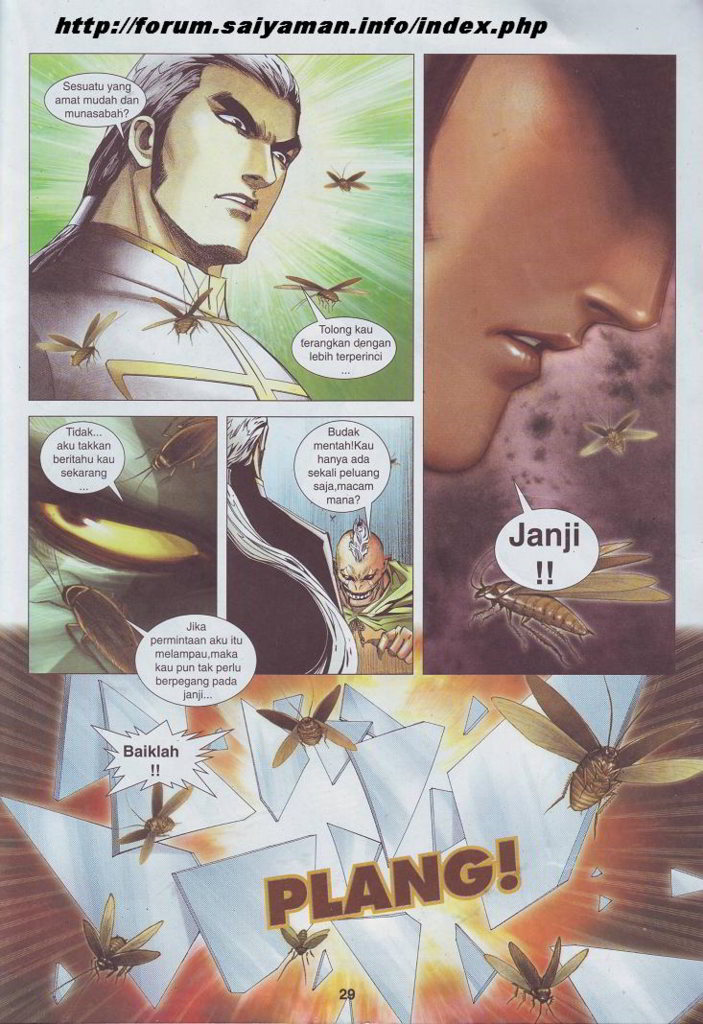 http://forum.saiyaman.info/index.php
Sesuatu yang
amat mudah dan
munasabah?
Tolong kau
terangkan dengan
lebih terperinci
...
Janji
!!
Tidak...
aku takkan
beritahu kau
sekarang
...
Jika
permintaan aku itu
melampau,maka
kau pun tak perlu
berpegang pada
janji...
Budak
mentah!Kau
hanya ada
sekali peluang
saja,macam
mana?
Baiklah
!!
PLANG!
29